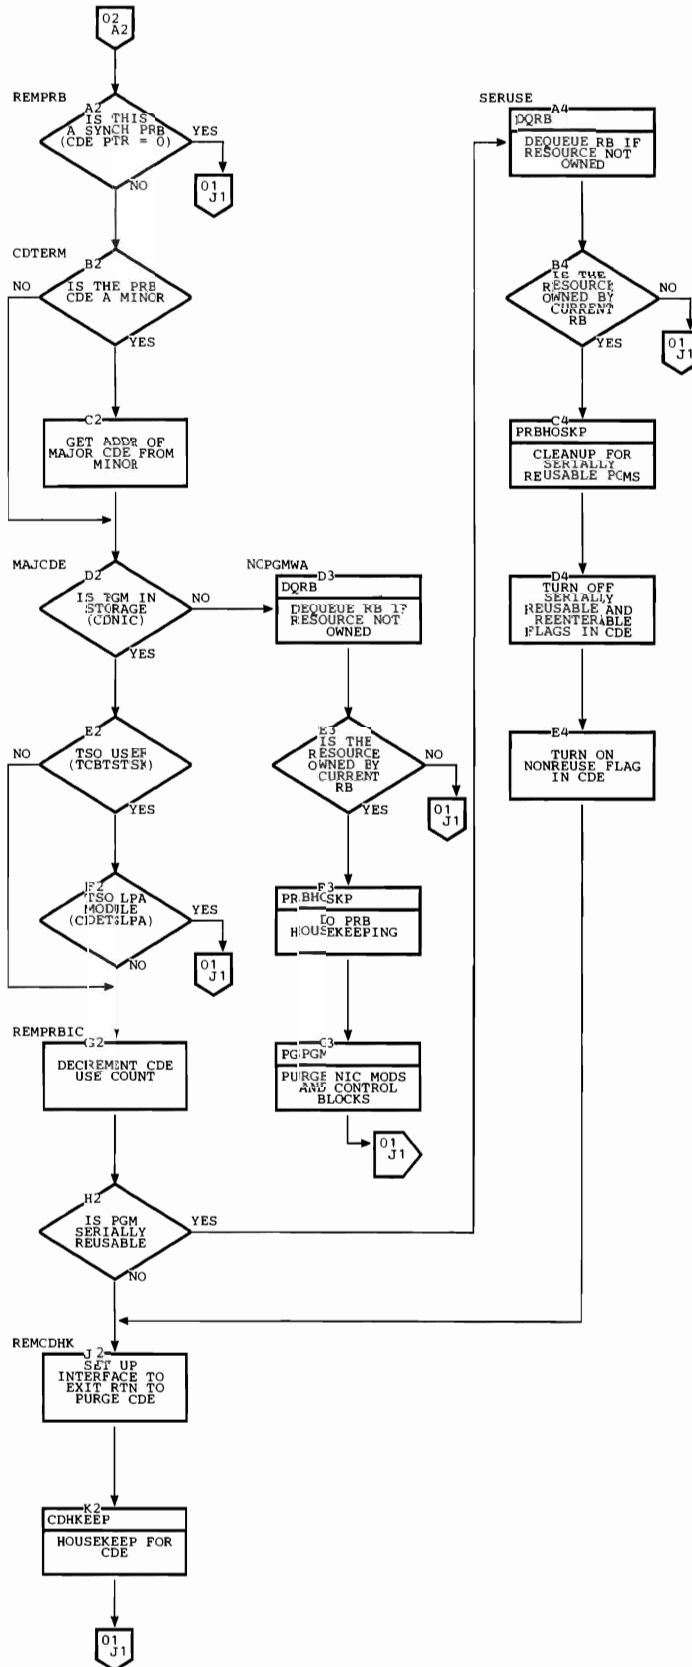 02
A2
REMPRB
A2
IS THIS
A SYNCH PRB
(CDE PTR = 0)
YES
01
J1
NO
CDTERM
B2
NO
IS THE PRB
CDE A MINOR
YES
C2
GET ADDR OF
MAJOR CDE FROM
MINOR
MAJCDE
D2
IS PGM IN
STORAGE
(CDNIC)
NO
YES
E2
NO
TSO USER
(TCBTSTSK)
YES
F2
TSO LPA
MODULE
(CDETSLPA)
YES
01
J1
NO
REMPRBIC
G2
DECREMENT CDE
USE COUNT
H2
IS PGM
SERIALLY
REUSABLE
YES
NO
REMCDHK
J2
SET UP
INTERFACE TO
EXIT RTN TO
PURGE CDE
K2
CDHKEEP
HOUSEKEEP FOR
CDE
01
J1
NOPGMWA
D3
DQRB
DEQUEUE RB IF
RESOURCE NOT
OWNED
E3
IS THE
RESOURCE
OWNED BY
CURRENT
RB
NO
01
J1
YES
F3
PRBHOSKP
DO PRB
HOUSEKEEPING
G3
PGPGM
PURGE NIC MODS
AND CONTROL
BLOCKS
01
J1
SERUSE
A4
DQRB
DEQUEUE RB IF
RESOURCE NOT
OWNED
B4
IS THE
RESOURCE
OWNED BY
CURRENT
RB
NO
01
J1
YES
C4
PRBHOSKP
CLEANUP FOR
SERIALLY
REUSABLE PGMS
D4
TURN OFF
SERIALLY
REUSABLE AND
REENTERABLE
FLAGS IN CDE
E4
TURN ON
NONREUSE FLAG
IN CDE